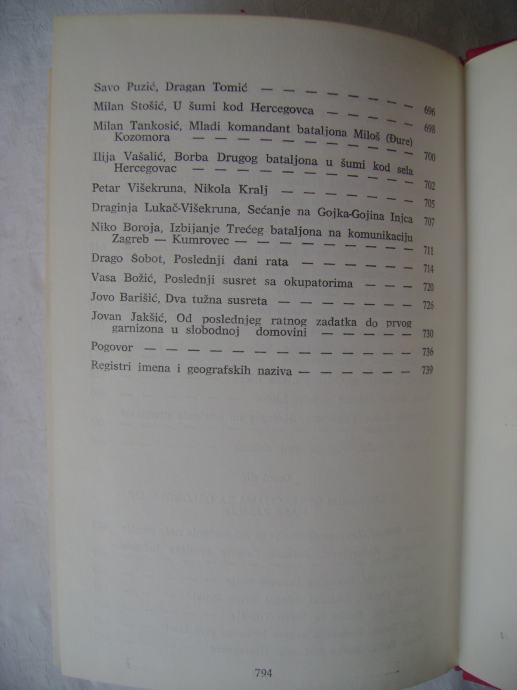 Savo Puzić, Dragan Tomić — — — — — — — — 696
Milan Stošić, U šumi kod Hercegovca — — — — — 698
Milan Tankosić, Mladi komandant bataljona Miloš (Đure)
Kozomora — — — — — — — — — — — 700
Ilija Vašalić, Borba Drugog bataljona u šumi kod sela
Hercegovac — — — — — — — — — — — 702
Petar Višekruna, Nikola Kralj — — — — — — — 705
Draginja Lukač-Višekruna, Sećanje na Gojka-Gojina Injca 707
Niko Boroja, Izbijanje Trećeg bataljona na komunikaciju
Zagreb — Kumrovec — — — — — — — — 711
Drago Šobot, Poslednji dani rata — — — — — — 714
Vasa Božić, Poslednji susret sa okupatorima — — — 720
Jovo Barišić, Dva tužna susreta — — — — — — — 726
Jovan Jakšić, Od poslednjeg ratnog zadatka do prvog
garnizona u slobodnoj domovini — — — — — 730
Pogovor — — — — — — — — — — — — 736
Registri imena i geografskih naziva — — — — — — 739
794